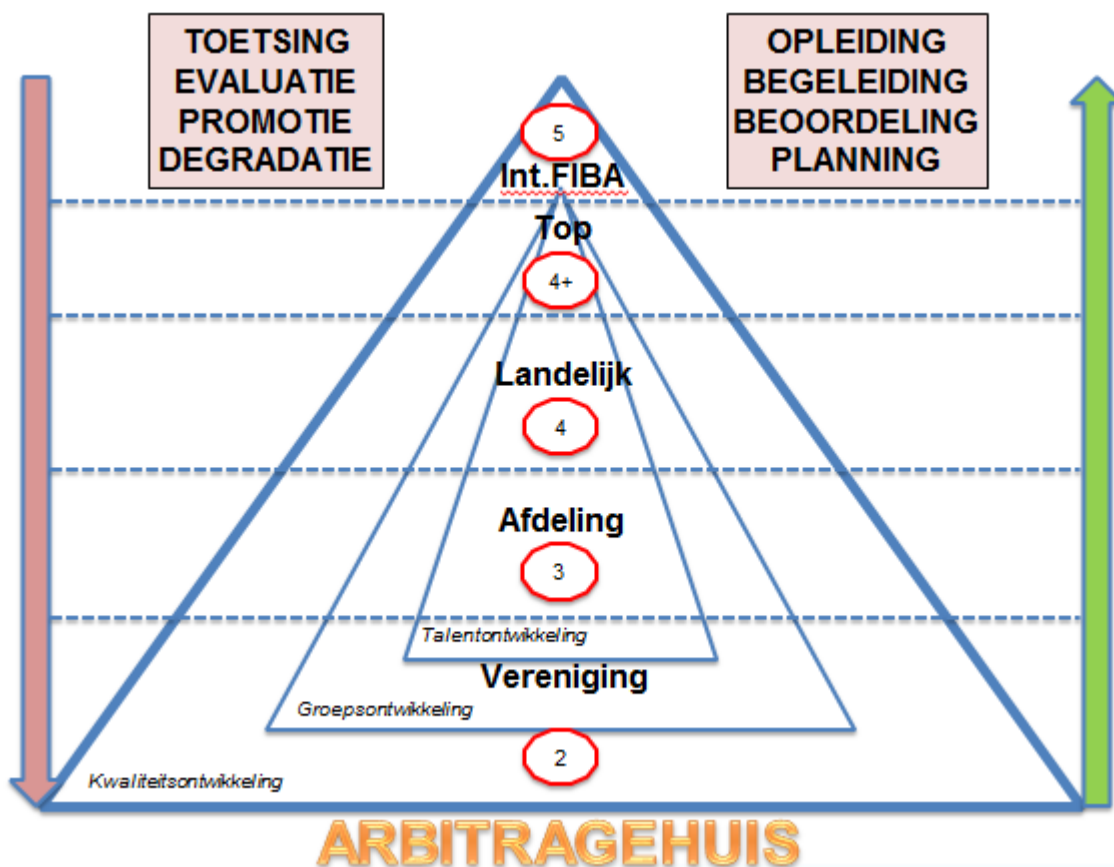 TOETSING
EVALUATIE
PROMOTIE
DEGRADATIE
OPLEIDING
BEGELEIDING
BEOORDELING
PLANNING
5
Int.FIBA
Top
4+
Landelijk
4
Afdeling
3
Talentontwikkeling
Vereniging
Groepsontwikkeling
2
Kwaliteitsontwikkeling
ARBITRAGEHUIS